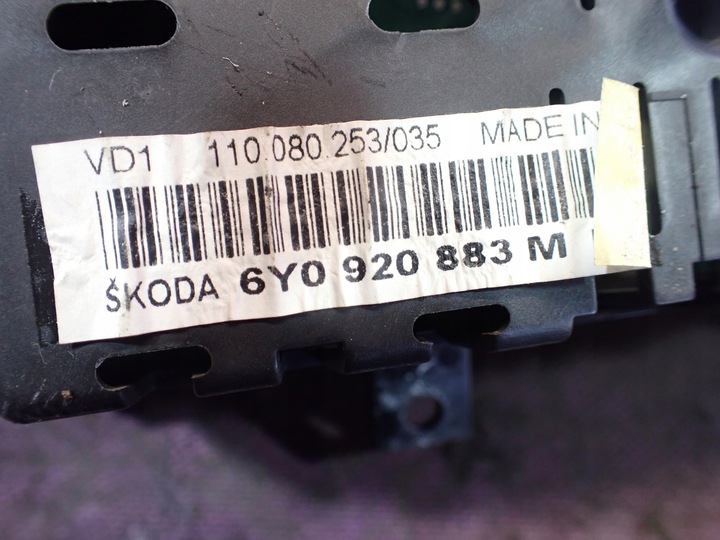 VD1 110.080.253/035 MADE IN
ŠKODA 6Y0 920 883 M